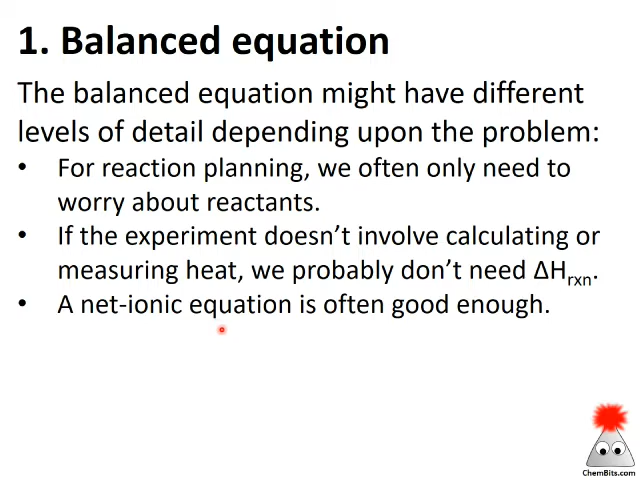 1. Balanced equation
The balanced equation might have different
levels of detail depending upon the problem:
• For reaction planning, we often only need to
worry about reactants.
• If the experiment doesn’t involve calculating or
measuring heat, we probably don’t need ΔHrxn.
• A net-ionic equation is often good enough.
ChemBits.com